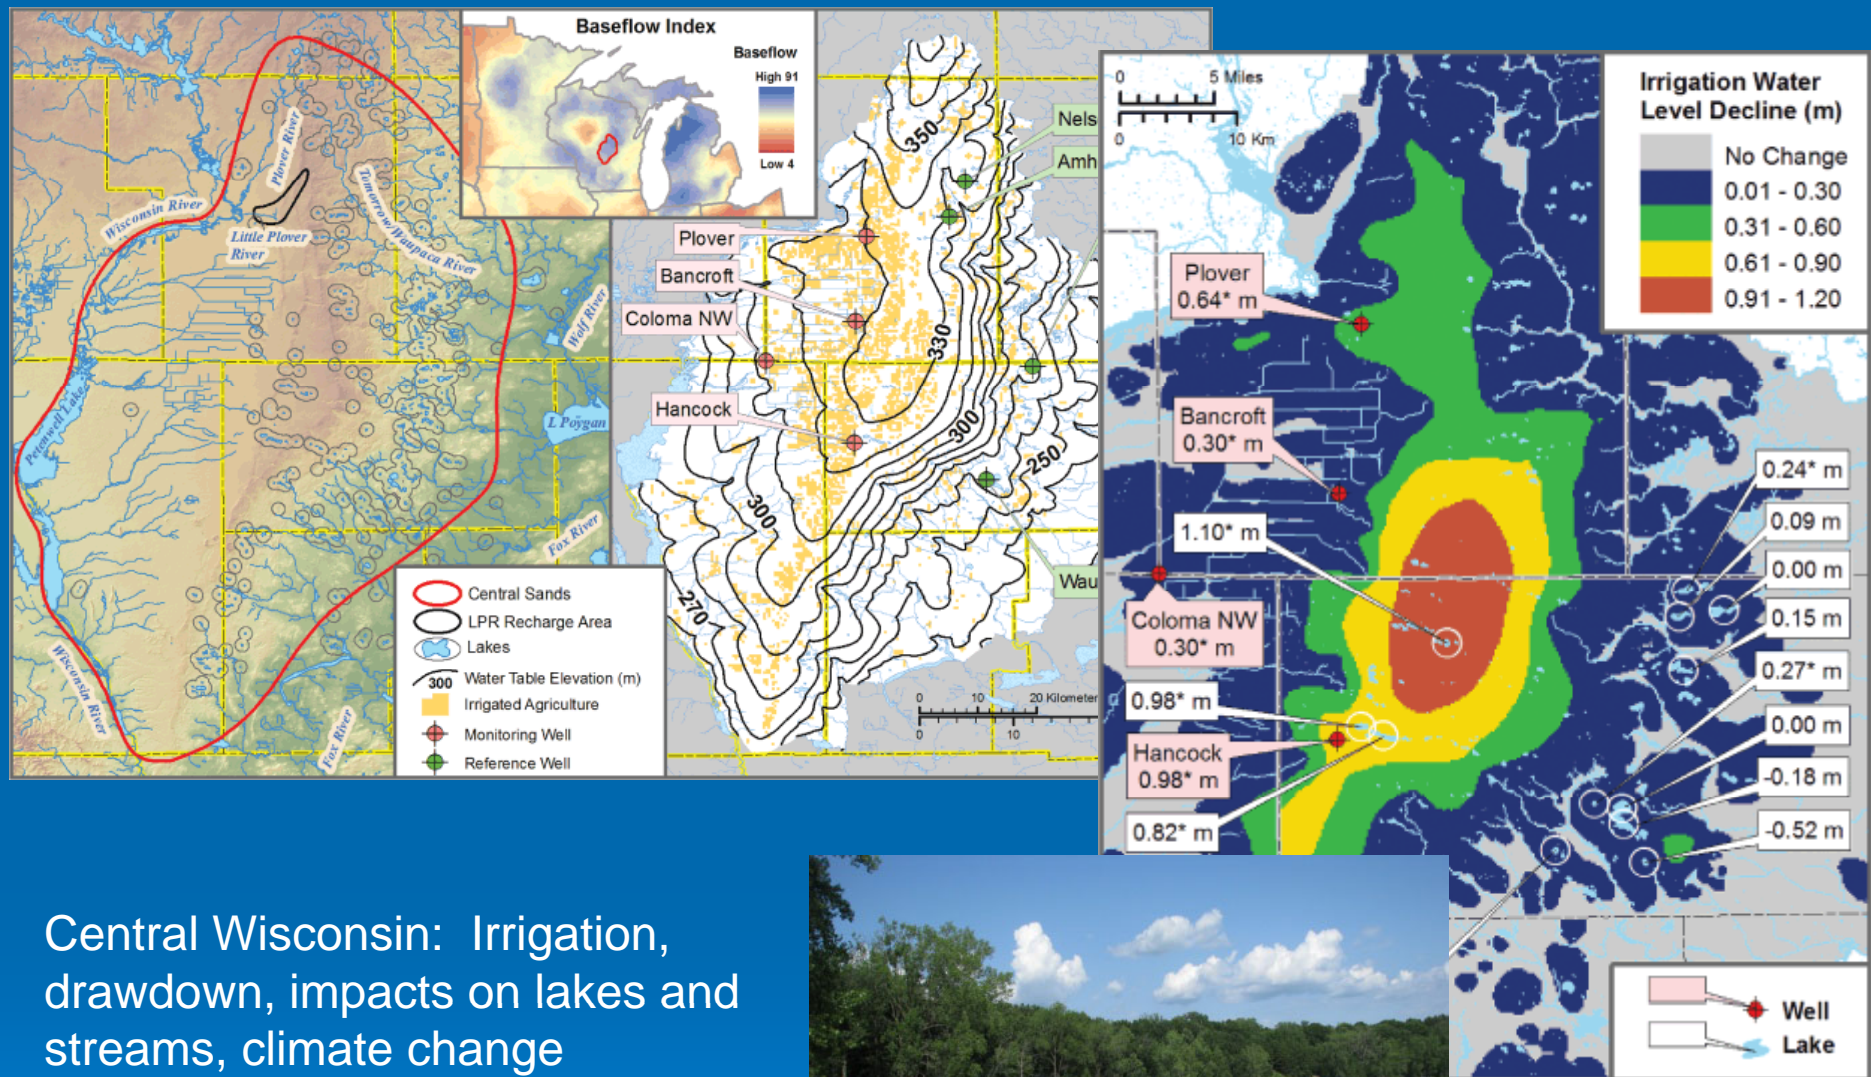 Baseflow Index
Baseflow
High 91
Low 4
Plover River
Wisconsin River
Little Plover
River
Tomorrow/Waupaca River
Wolf River
Petenwell Lake
L Poygan
Fox River
Wisconsin River
Fox River
Central Sands
LPR Recharge Area
Lakes
300 Water Table Elevation (m)
Irrigated Agriculture
Monitoring Well
Reference Well
350
Nels
Amh
Plover
Bancroft
Coloma NW
330
Hancock
300
250
300
Wau
270
0 10 20 Kilometer
0 10
0 5 Miles
0 10 Km
Irrigation Water
Level Decline (m)
No Change
0.01 - 0.30
0.31 - 0.60
0.61 - 0.90
0.91 - 1.20
Plover
0.64* m
Bancroft
0.30* m
1.10* m
Coloma NW
0.30* m
0.98* m
Hancock
0.98* m
0.82* m
0.24* m
0.09 m
0.00 m
0.15 m
0.27* m
0.00 m
-0.18 m
-0.52 m
Well
Lake
Central Wisconsin: Irrigation,
drawdown, impacts on lakes and
streams, climate change